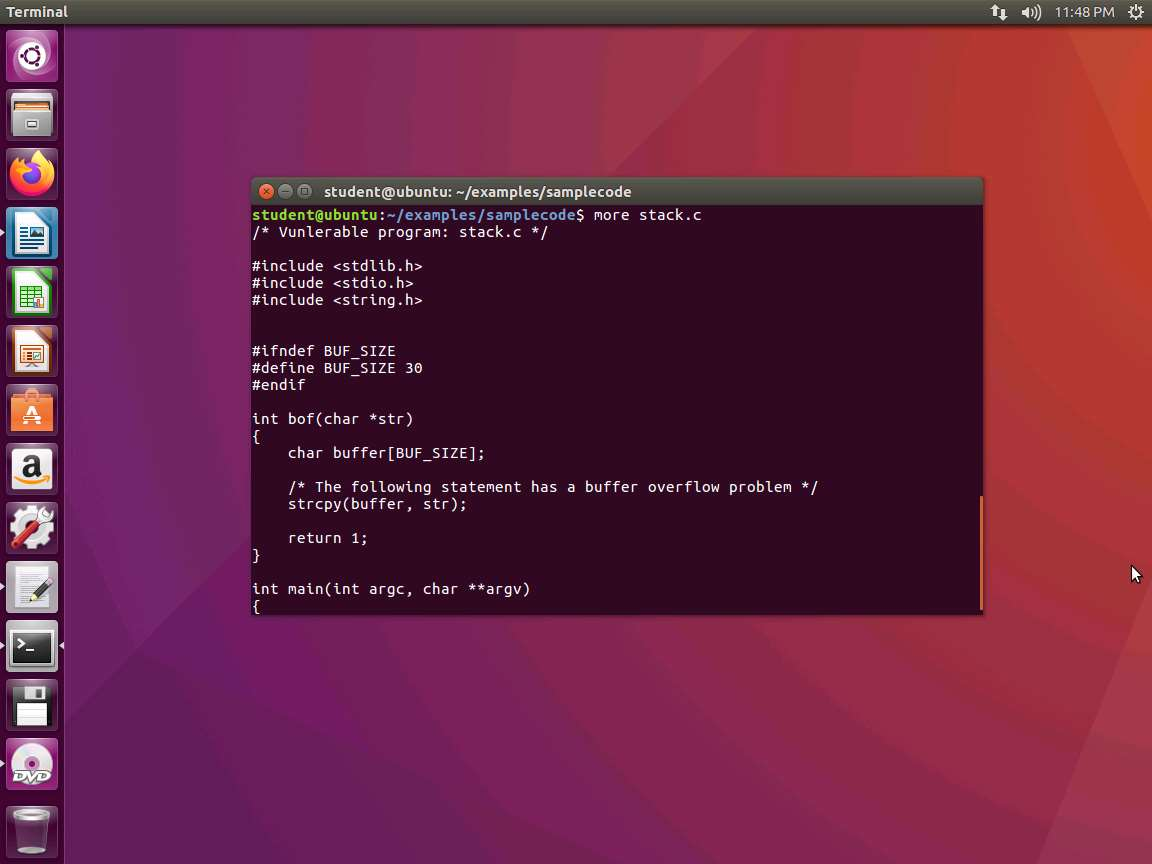 Terminal
11:48 PM
student@ubuntu: ~/examples/samplecode
student@ubuntu:~/examples/samplecode$ more stack.c
/* Vunlerable program: stack.c */
#include <stdlib.h>
#include <stdio.h>
#include <string.h>
#ifndef BUF_SIZE
#define BUF_SIZE 30
#endif
int bof(char *str)
{
    char buffer[BUF_SIZE];
    /* The following statement has a buffer overflow problem */
    strcpy(buffer, str);
    return 1;
}
int main(int argc, char **argv)
{
A
a
>_
DVD